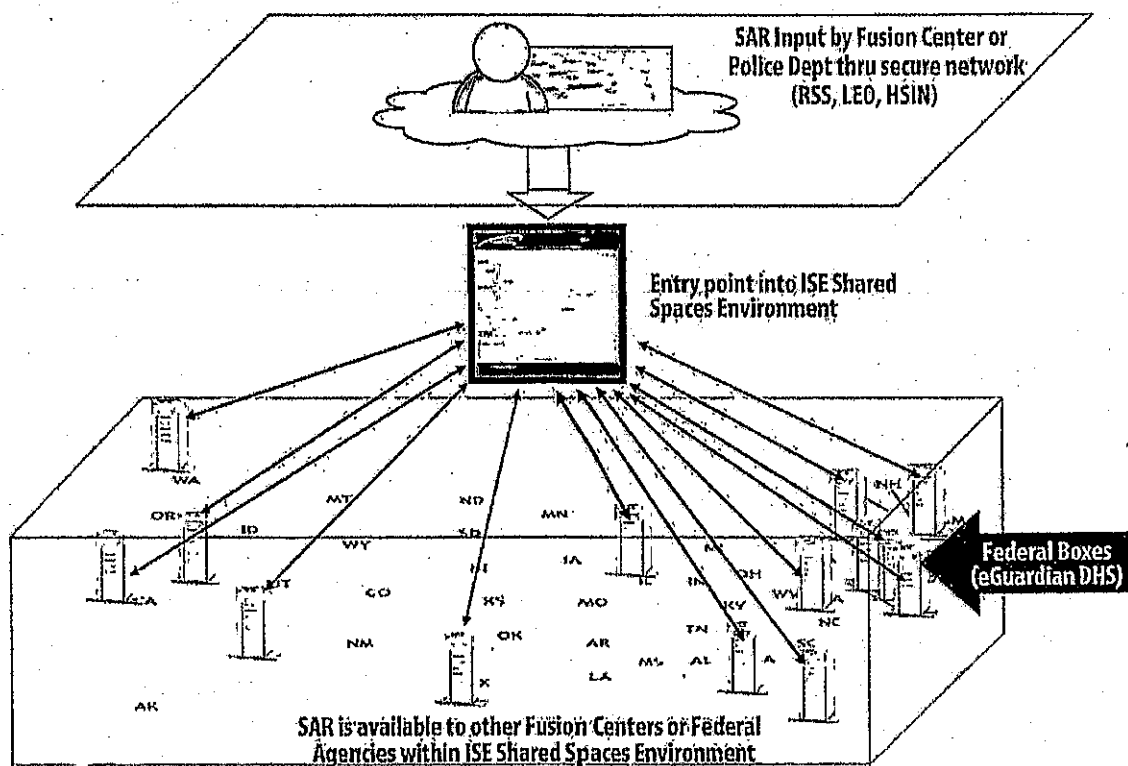 SAR Input by Fusion Center or
Police Dept thru secure network
(RSS, LEO, HSIN)
Entry point into ISE Shared
Spaces Environment
WA
MT
ND
NH
OR
ID
MN
M
WY
SD
IA
OH
Federal Boxes
(eGuardian DHS)
UT
CO
KS
MO
KY
WV
NC
NM
OK
AR
TN
SC
MS
AL
A
LA
X
AK
SAR is available to other Fusion Centers or Federal
Agencies within ISE Shared Spaces Environment